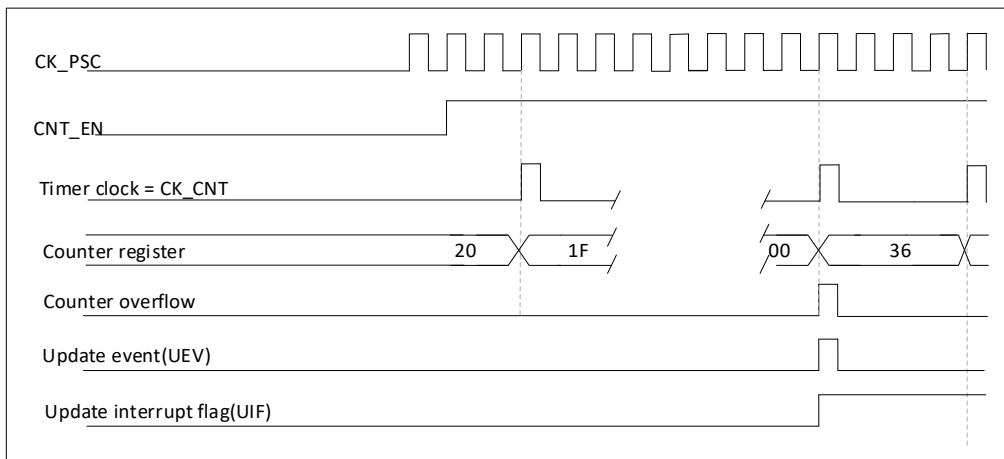 CK_PSC
CNT_EN
Timer clock = CK_CNT
Counter register 20 1F 00 36
Counter overflow
Update event(UEV)
Update interrupt flag(UIF)